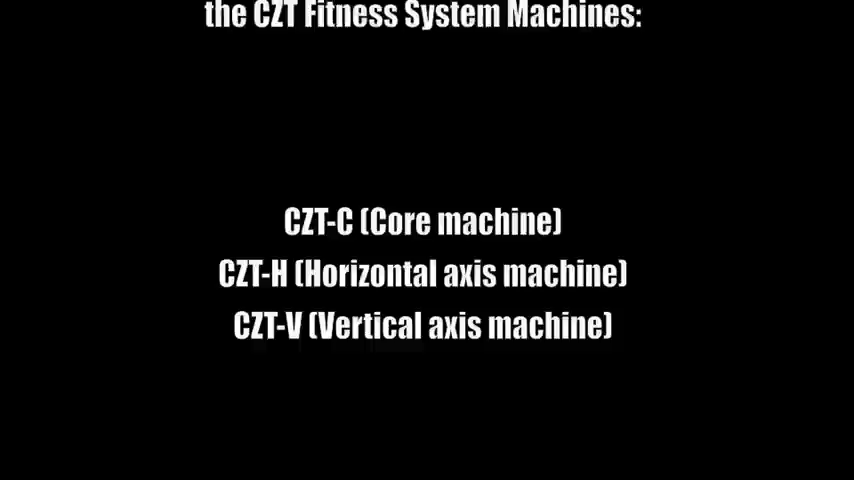 the CZT Fitness System Machines:
CZT-C (Core machine)
CZT-H (Horizontal axis machine)
CZT-V (Vertical axis machine)